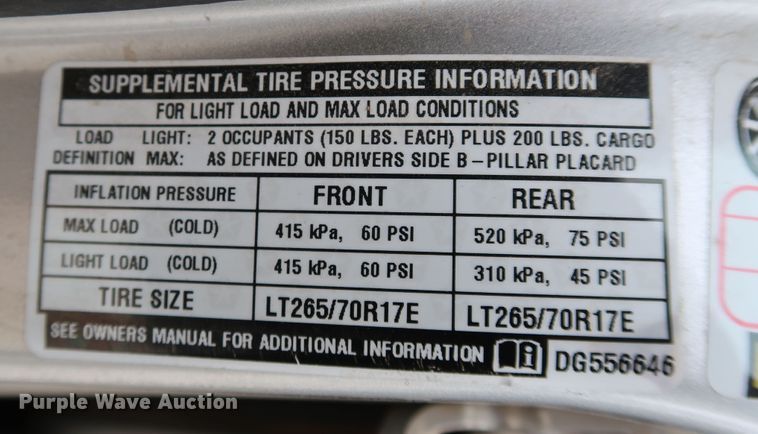 SUPPLEMENTAL TIRE PRESSURE INFORMATION
FOR LIGHT LOAD AND MAX LOAD CONDITIONS
LOAD LIGHT: 2 OCCUPANTS (150 LBS. EACH) PLUS 200 LBS. CARGO
DEFINITION MAX: AS DEFINED ON DRIVERS SIDE B-PILLAR PLACARD
INFLATION PRESSURE FRONT REAR
MAX LOAD (COLD) 415 kPa, 60 PSI 520 kPa, 75 PSI
LIGHT LOAD (COLD) 415 kPa, 60 PSI 310 kPa, 45 PSI
TIRE SIZE LT265/70R17E LT265/70R17E
SEE OWNERS MANUAL FOR ADDITIONAL INFORMATION i DG556646
Purple Wave Auction